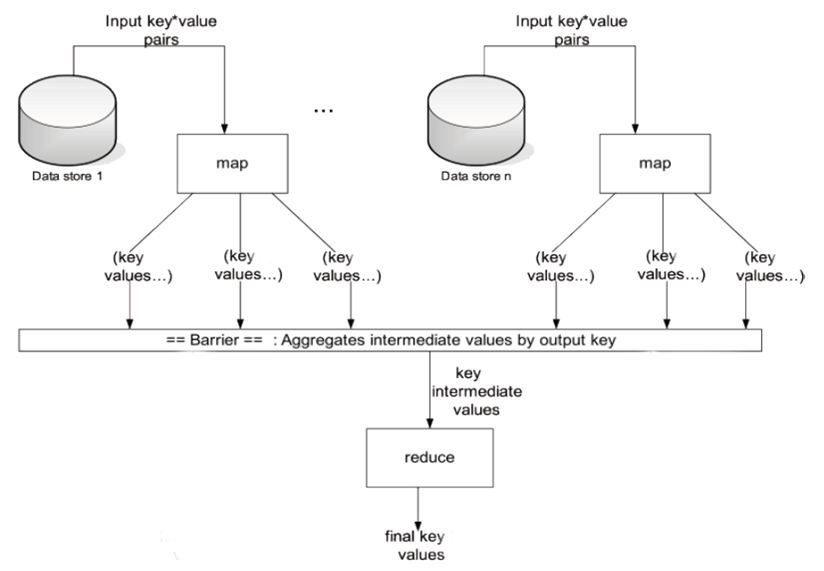 Input key*value
pairs
Input key*value
pairs
...
map
map
Data store 1
Data store n
(key
values...)
(key
values...)
(key
values...)
(key
values...)
(key
values...)
(key
values...)
== Barrier == : Aggregates intermediate values by output key
key
intermediate
values
reduce
final key
values